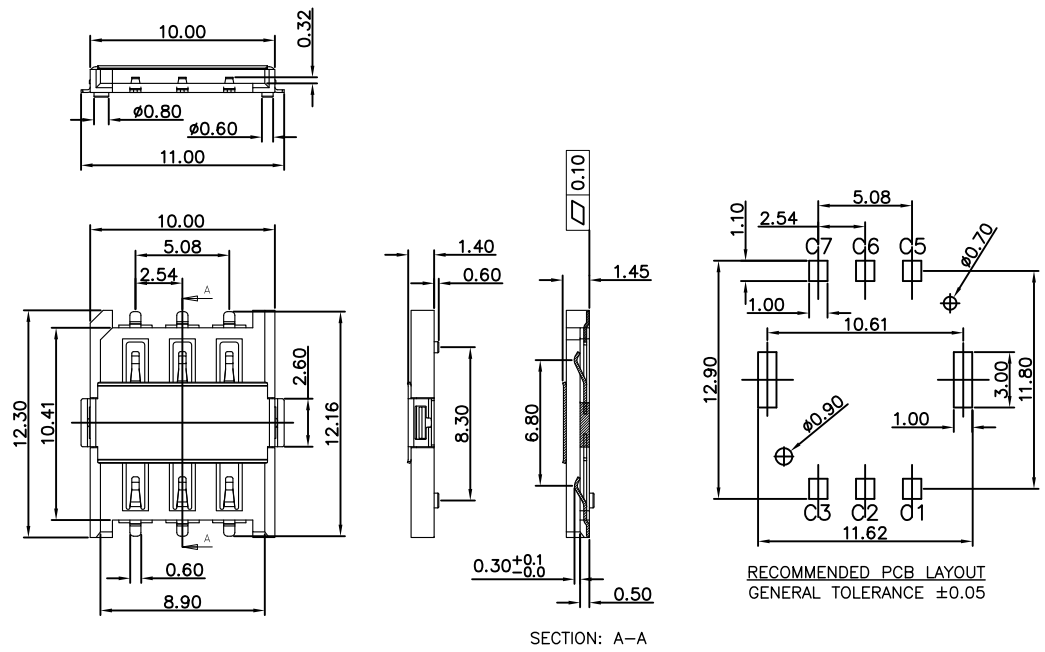 10.00
0.32
ø0.80
ø0.60
11.00
10.00
5.08
2.54
A
12.30
10.41
2.60
12.16
A
0.60
8.90
1.40
0.60
8.30
0.10
1.45
6.80
0.30+0.1
-0.0
0.50
SECTION: A-A
5.08
2.54
1.10
C7 C6 C5
ø0.70
1.00
10.61
12.90
3.00
11.80
ø0.90
1.00
C3 C2 C1
11.62
RECOMMENDED PCB LAYOUT
GENERAL TOLERANCE ±0.05